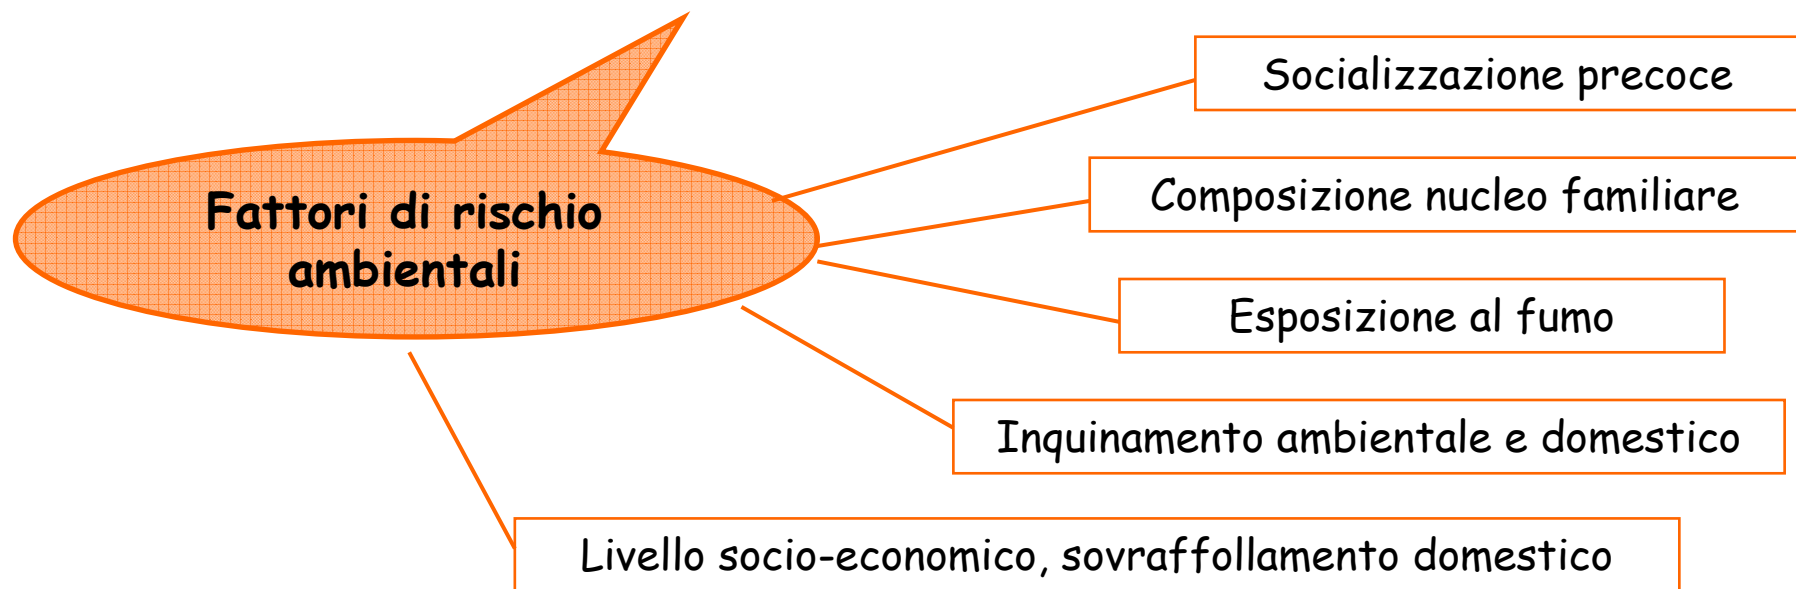 Fattori di rischio
ambientali
Socializzazione precoce
Composizione nucleo familiare
Esposizione al fumo
Inquinamento ambientale e domestico
Livello socio-economico, sovraffollamento domestico